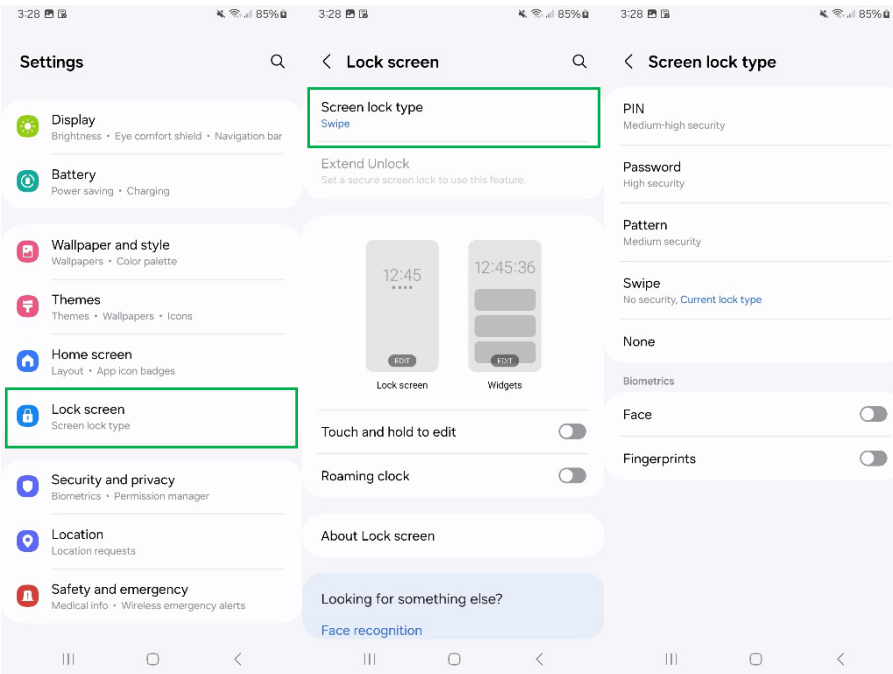 3:28 85%
Settings
Display
Brightness • Eye comfort shield • Navigation bar
Battery
Power saving • Charging
Wallpaper and style
Wallpapers • Color palette
Themes
Themes • Wallpapers • Icons
Home screen
Layout • App icon badges
Lock screen
Screen lock type
Security and privacy
Biometrics • Permission manager
Location
Location requests
Safety and emergency
Medical info • Wireless emergency alerts
3:28 85%
Lock screen
Screen lock type
Swipe
Extend Unlock
Set a secure screen lock to use this feature.
12:45
12:45:36
EDIT
EDIT
Lock screen
Widgets
Touch and hold to edit
Roaming clock
About Lock screen
Looking for something else?
Face recognition
3:28 85%
Screen lock type
PIN
Medium-high security
Password
High security
Pattern
Medium security
Swipe
No security, Current lock type
None
Biometrics
Face
Fingerprints